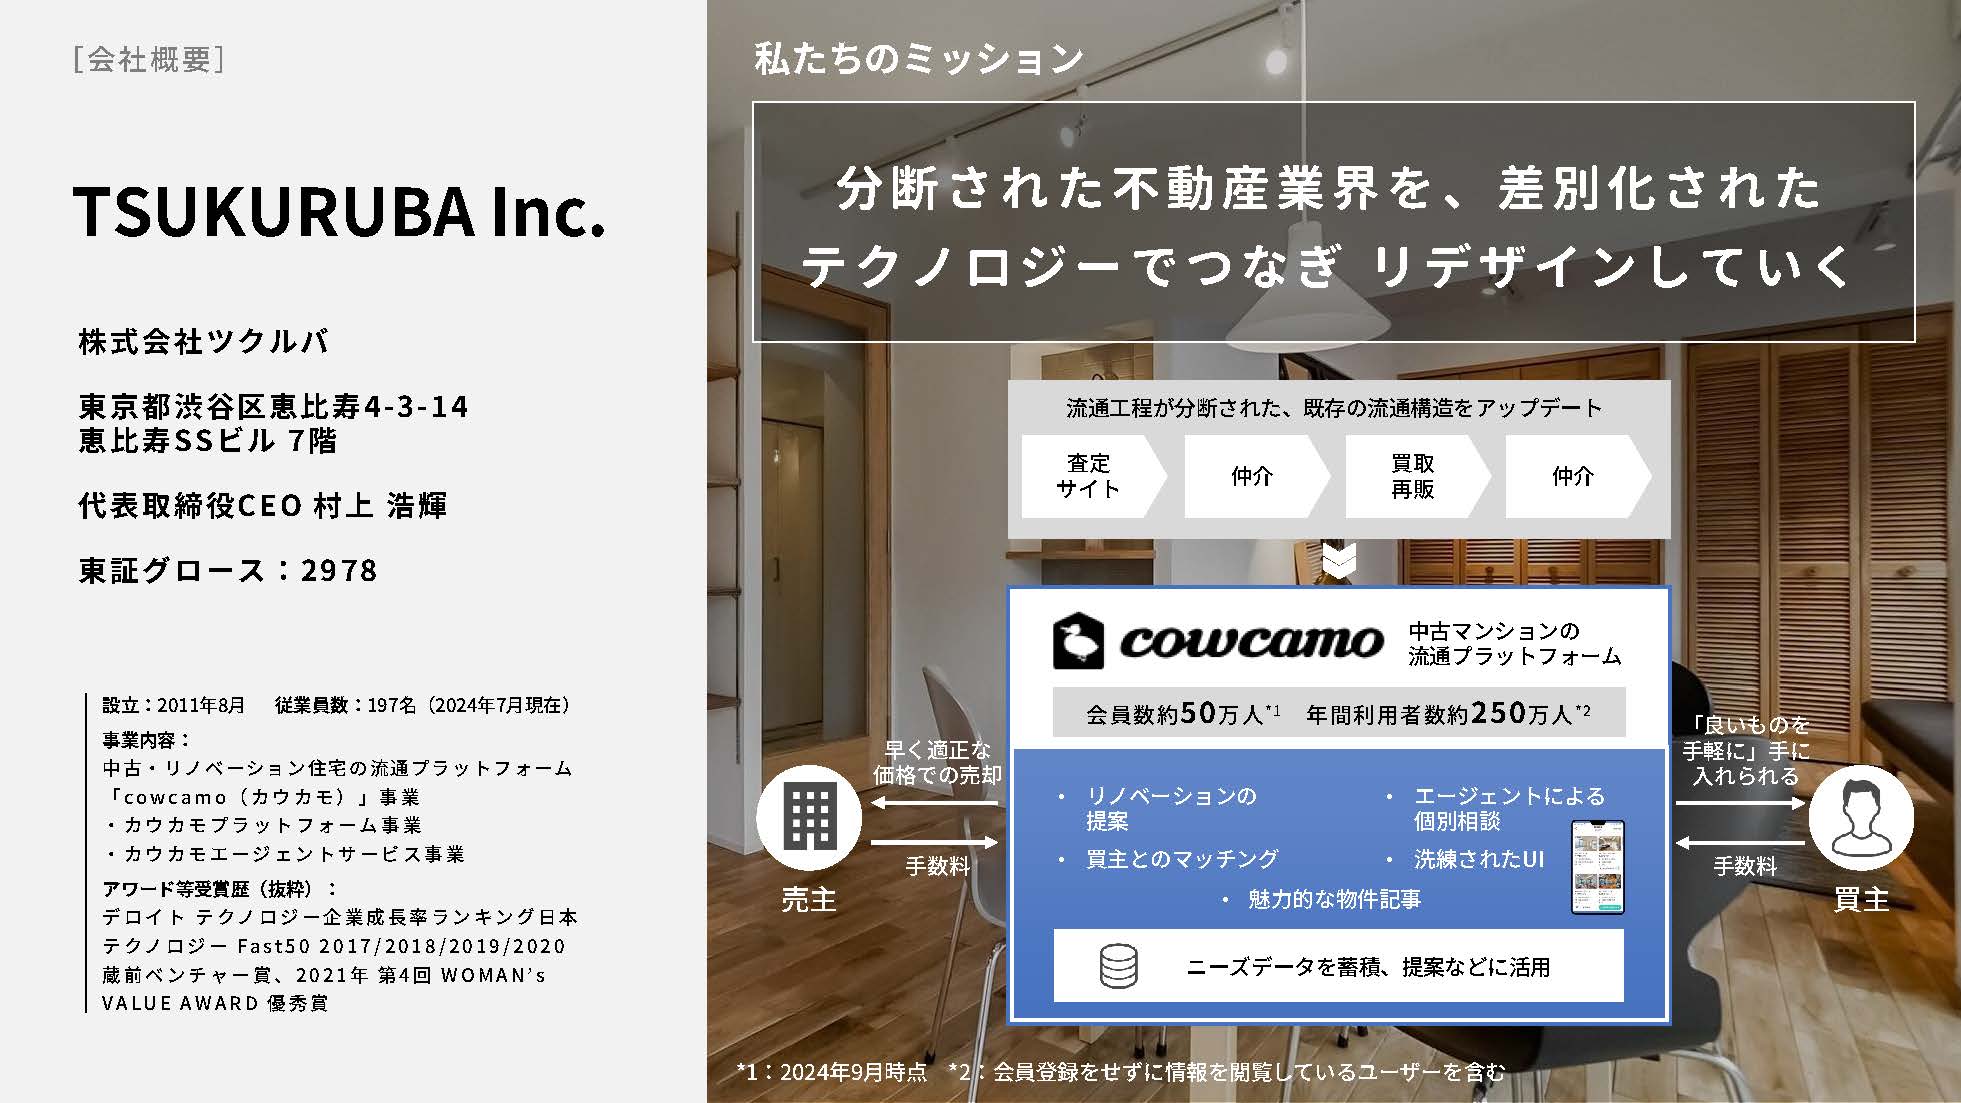 [会社概要]
TSUKURUBA Inc.
株式会社ツクルバ
東京都渋谷区恵比寿4-3-14
恵比寿SSビル 7階
代表取締役CEO 村上 浩輝
東証グロース：2978
設立：2011年8月　従業員数：197名（2024年7月現在）
事業内容：
中古・リノベーション住宅の流通プラットフォーム
「cowcamo（カウカモ）」事業
・カウカモプラットフォーム事業
・カウカモエージェントサービス事業
アワード等受賞歴（抜粋）：
デロイト テクノロジー企業成長率ランキング日本
テクノロジー Fast50 2017/2018/2019/2020
蔵前ベンチャー賞、2021年 第4回 WOMAN's
VALUE AWARD 優秀賞
私たちのミッション
分断された不動産業界を、差別化された
テクノロジーでつなぎ リデザインしていく
流通工程が分断された、既存の流通構造をアップデート
査定
サイト
仲介
買取
再販
仲介
cowcamo
中古マンションの
流通プラットフォーム
会員数約50万人*1　年間利用者数約250万人*2
早く適正な
価格での売却
手数料
売主
・ リノベーションの
提案
・ 買主とのマッチング
・ エージェントによる
個別相談
・ 洗練されたUI
・ 魅力的な物件記事
ニーズデータを蓄積、提案などに活用
「良いものを
手軽に」手に
入れられる
手数料
買主
*1：2024年9月時点　*2：会員登録をせずに情報を閲覧しているユーザーを含む